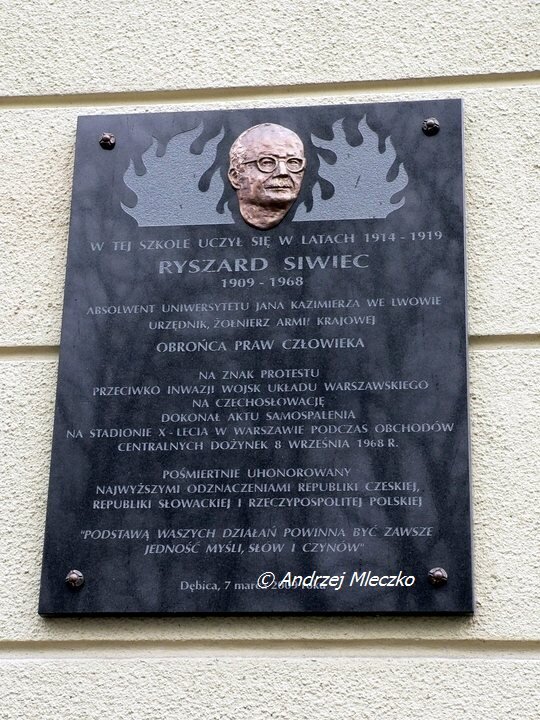 W TEJ SZKOLE UCZYŁ SIĘ W LATACH 1914 - 1919
RYSZARD SIWIEC
1909 - 1968
ABSOLWENT UNIWERSYTETU JANA KAZIMIERZA WE LWOWIE
URZĘDNIK, ŻOŁNIERZ ARMII KRAJOWEJ
OBROŃCA PRAW CZŁOWIEKA
NA ZNAK PROTESTU
PRZECIWKO INWAZJI WOJSK UKŁADU WARSZAWSKIEGO
NA CZECHOSŁOWACJĘ
DOKONAŁ AKTU SAMOSPALENIA
NA STADIONIE X - LECIA W WARSZAWIE PODCZAS OBCHODÓW
CENTRALNYCH DOŻYNEK 8 WRZEŚNIA 1968 R.
POŚMIERTNIE UHONOROWANY
NAJWYŻSZYMI ODZNACZENIAMI REPUBLIKI CZESKIEJ,
REPUBLIKI SŁOWACKIEJ I RZECZYPOSPOLITEJ POLSKIEJ
"PODSTAWĄ WASZYCH DZIAŁAŃ POWINNA BYĆ ZAWSZE
JEDNOŚĆ MYŚLI, SŁÓW I CZYNÓW"
Dębica, 7 marca
© Andrzej Mleczko